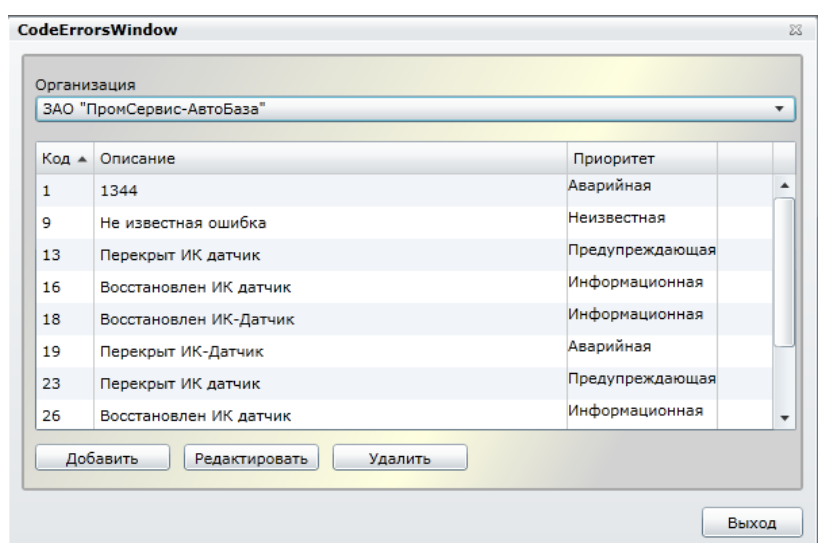 CodeErrorsWindow
Организация
ЗАО "ПромСервис-АвтоБаза"
Код Описание Приоритет
1 1344 Аварийная
9 Не известная ошибка Неизвестная
13 Перекрыт ИК датчик Предупреждающая
16 Восстановлен ИК датчик Информационная
18 Восстановлен ИК-Датчик Информационная
19 Перекрыт ИК-Датчик Аварийная
23 Перекрыт ИК датчик Предупреждающая
26 Восстановлен ИК датчик Информационная
Добавить Редактировать Удалить
Выход